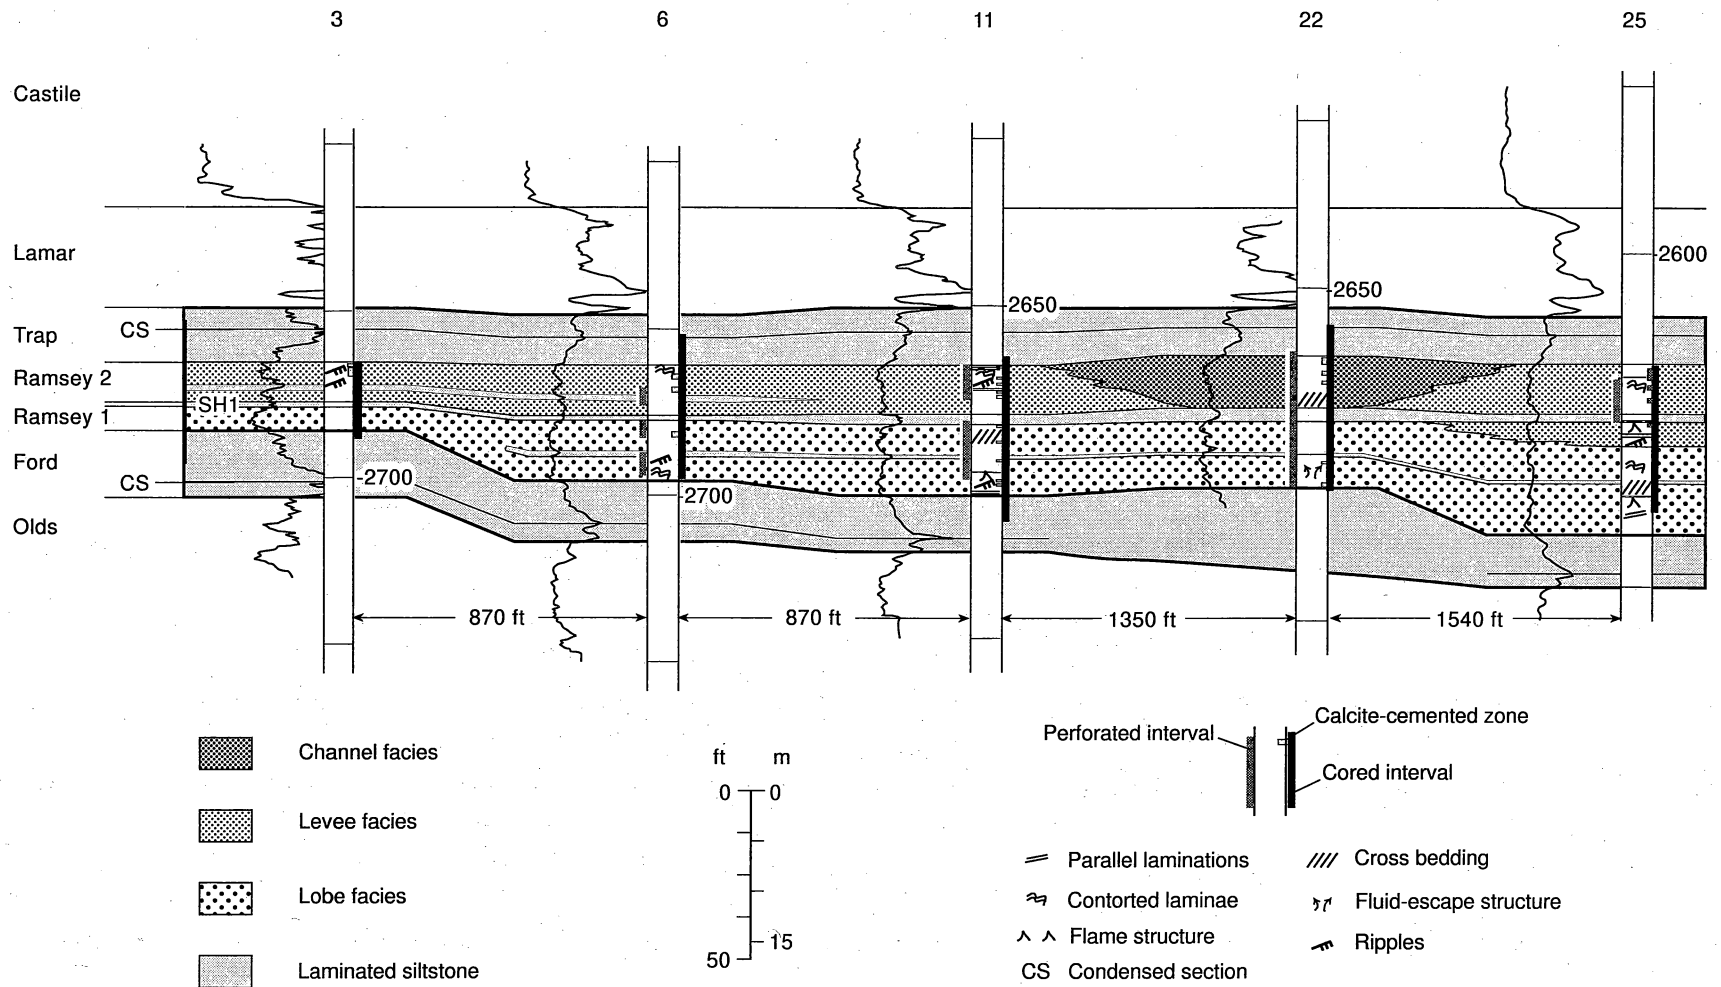 3 6 11 22 25
Castile
Lamar
-2600
-2650
-2650
Trap
CS
Ramsey 2
SH1
Ramsey 1
Ford
-2700
CS
-2700
Olds
870 ft 870 ft 1350 ft 1540 ft
Channel facies
Levee facies
Lobe facies
Laminated siltstone
ft m
0 0
15
50
Perforated interval
Calcite-cemented zone
Cored interval
Parallel laminations
Cross bedding
Contorted laminae
Fluid-escape structure
Flame structure
Ripples
CS Condensed section